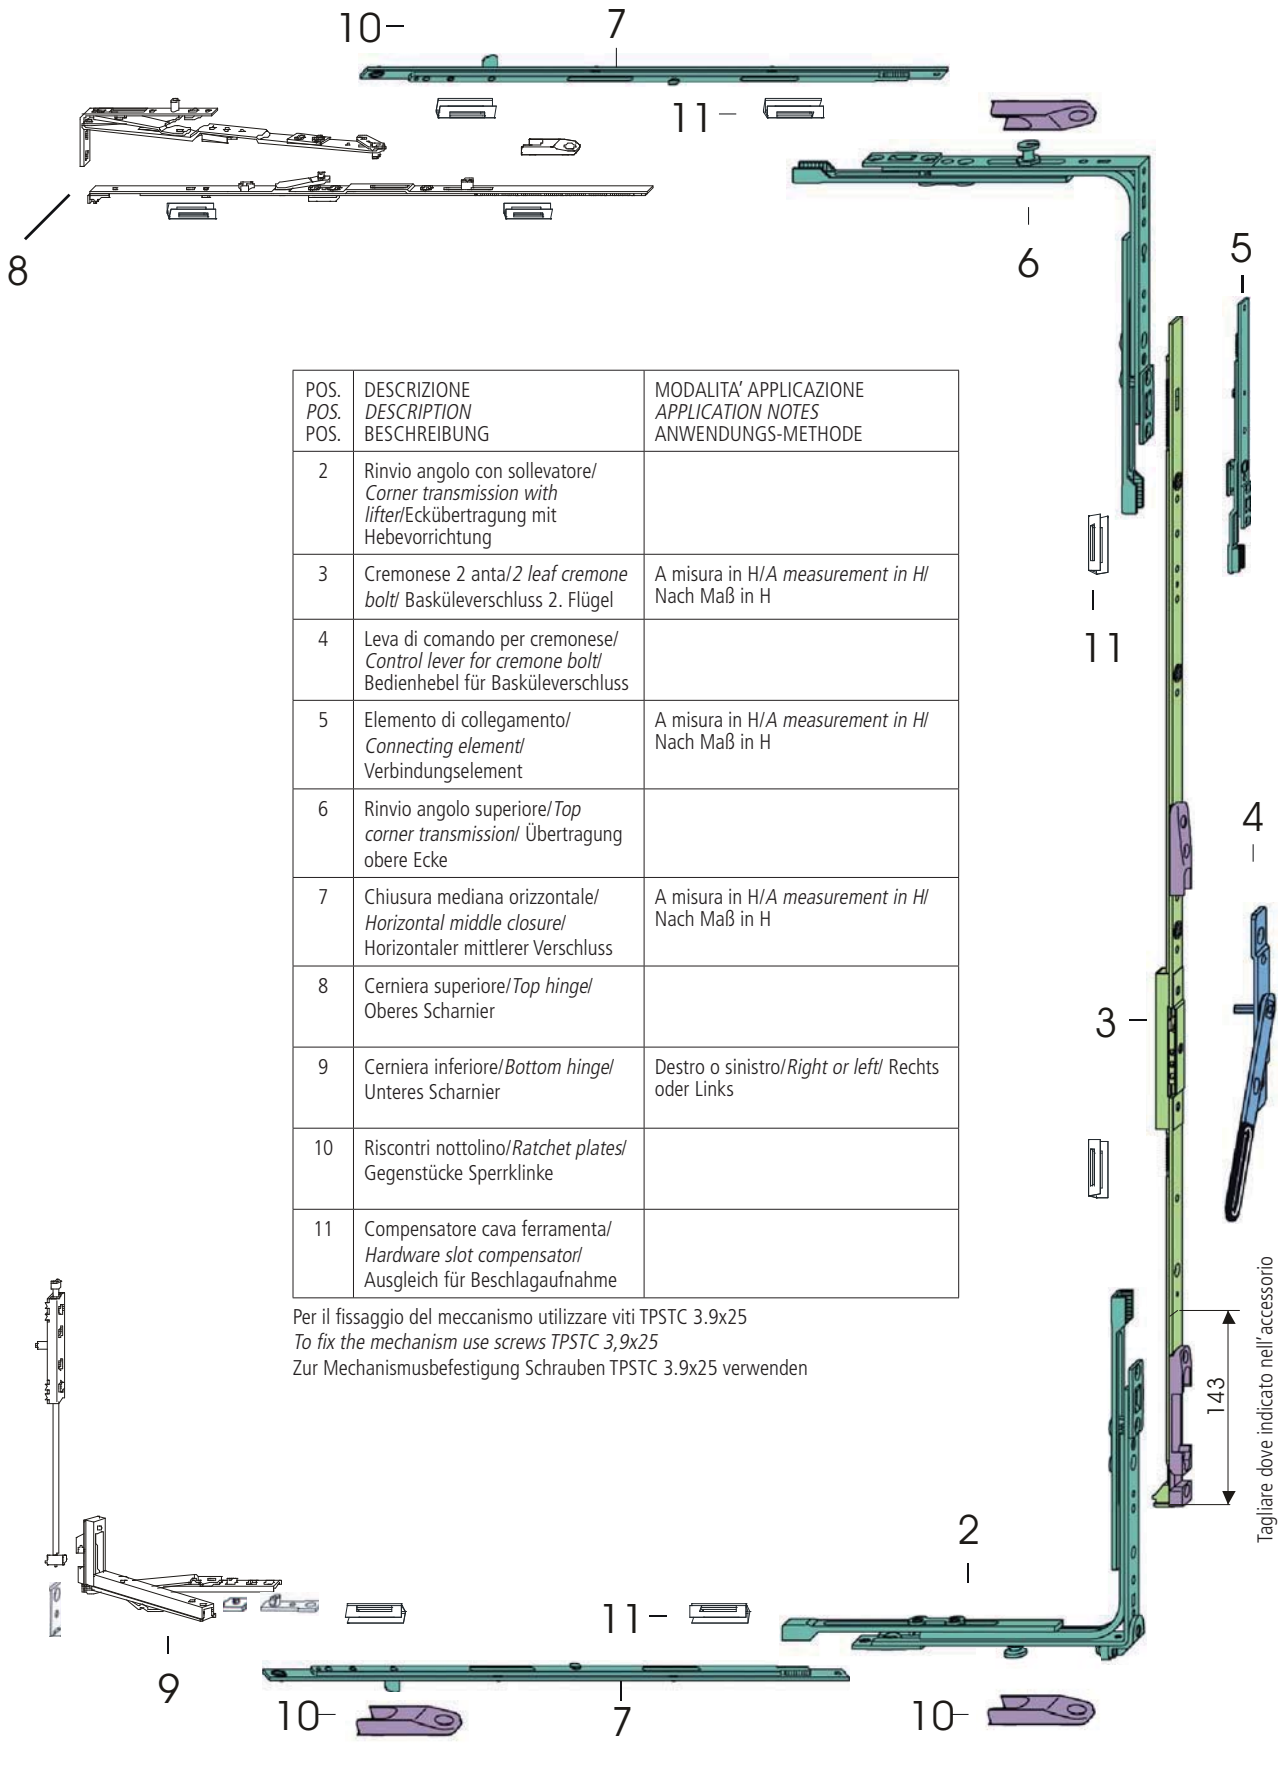 10
7
11
8
6
5
POS. DESCRIZIONE MODALITA’ APPLICAZIONE
POS. DESCRIPTION APPLICATION NOTES
POS. BESCHREIBUNG ANWENDUNGS-METHODE
2 Rinvio angolo con sollevatore/
Corner transmission with
lifter/Eckübertragung mit
Hebevorrichtung
3 Cremonese 2 anta/2 leaf cremone A misura in H/A measurement in H/
bolt/ Basküleverschluss 2. Flügel Nach Maß in H
4 Leva di comando per cremonese/
Control lever for cremone bolt/
Bedienhebel für Basküleverschluss
5 Elemento di collegamento/ A misura in H/A measurement in H/
Connecting element/ Nach Maß in H
Verbindungselement
6 Rinvio angolo superiore/Top
corner transmission/ Übertragung
obere Ecke
7 Chiusura mediana orizzontale/ A misura in H/A measurement in H/
Horizontal middle closure/ Nach Maß in H
Horizontaler mittlerer Verschluss
8 Cerniera superiore/Top hinge/
Oberes Scharnier
9 Cerniera inferiore/Bottom hinge/ Destro o sinistro/Right or left/ Rechts
Unteres Scharnier oder Links
10 Riscontri nottolino/Ratchet plates/
Gegenstücke Sperrklinke
11 Compensatore cava ferramenta/
Hardware slot compensator/
Ausgleich für Beschlagaufnahme
Per il fissaggio del meccanismo utilizzare viti TPSTC 3.9x25
To fix the mechanism use screws TPSTC 3,9x25
Zur Mechanismusbefestigung Schrauben TPSTC 3.9x25 verwenden
11
4
3
143
Tagliare dove indicato nell’accessorio
2
11
9
10
7
10